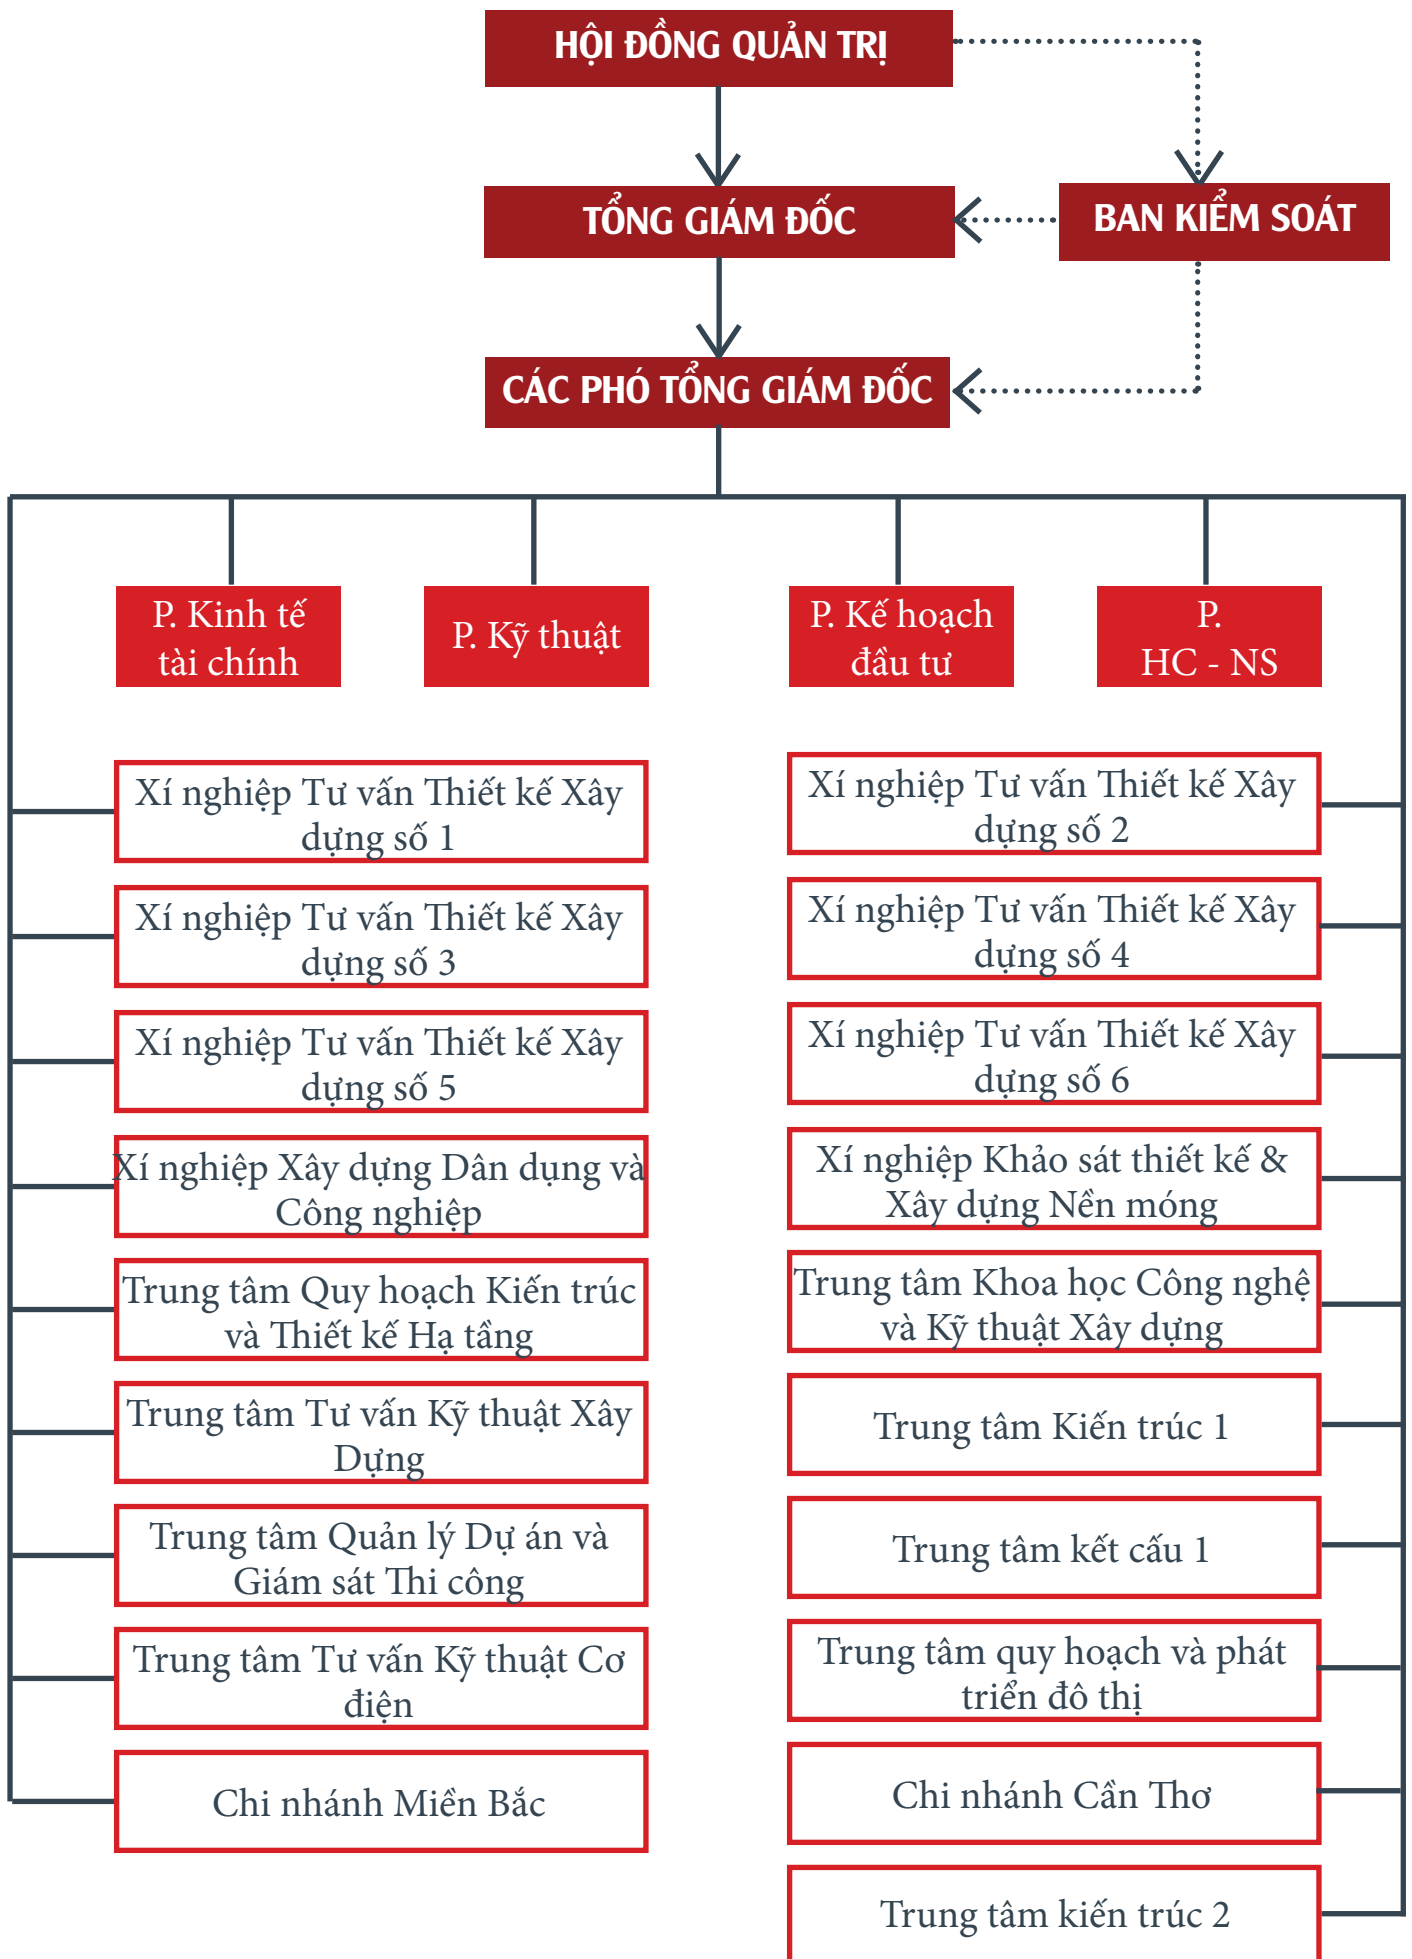 HỘI ĐỒNG QUẢN TRỊ
TỔNG GIÁM ĐỐC
BAN KIỂM SOÁT
CÁC PHÓ TỔNG GIÁM ĐỐC
P. Kinh tế
tài chính
P. Kỹ thuật
P. Kế hoạch
đầu tư
P.
HC - NS
Xí nghiệp Tư vấn Thiết kế Xây
dựng số 1
Xí nghiệp Tư vấn Thiết kế Xây
dựng số 2
Xí nghiệp Tư vấn Thiết kế Xây
dựng số 3
Xí nghiệp Tư vấn Thiết kế Xây
dựng số 4
Xí nghiệp Tư vấn Thiết kế Xây
dựng số 5
Xí nghiệp Tư vấn Thiết kế Xây
dựng số 6
Xí nghiệp Xây dựng Dân dụng và
Công nghiệp
Xí nghiệp Khảo sát thiết kế &
Xây dựng Nền móng
Trung tâm Quy hoạch Kiến trúc
và Thiết kế Hạ tầng
Trung tâm Khoa học Công nghệ
và Kỹ thuật Xây dựng
Trung tâm Tư vấn Kỹ thuật Xây
Dựng
Trung tâm Kiến trúc 1
Trung tâm Quản lý Dự án và
Giám sát Thi công
Trung tâm kết cấu 1
Trung tâm Tư vấn Kỹ thuật Cơ
điện
Trung tâm quy hoạch và phát
triển đô thị
Chi nhánh Miền Bắc
Chi nhánh Cần Thơ
Trung tâm kiến trúc 2